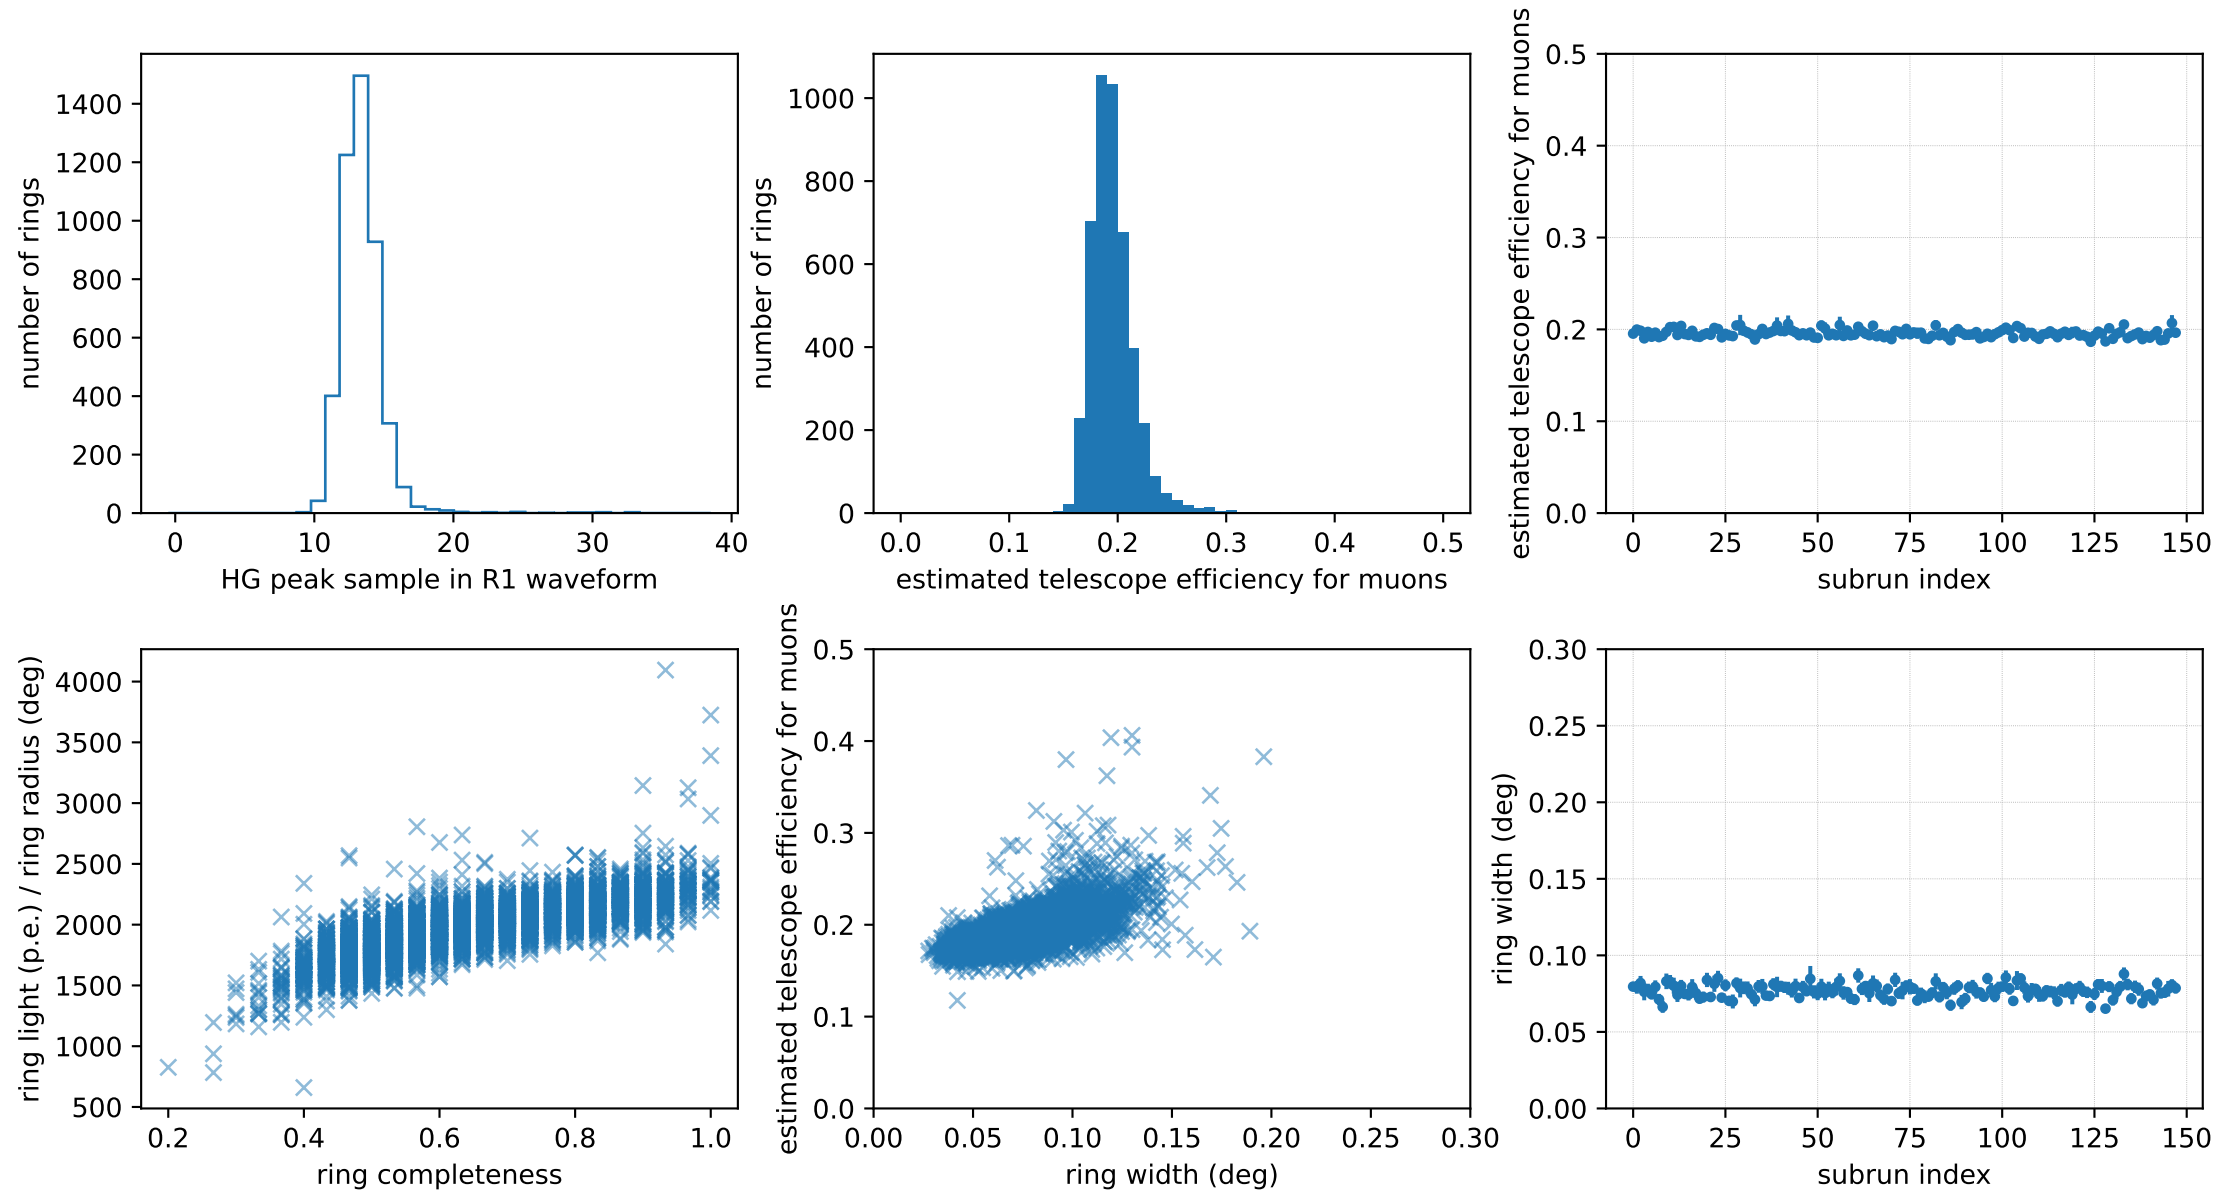 number of rings
1400
1200
1000
800
600
400
200
0
0 10 20 30 40
HG peak sample in R1 waveform
number of rings
1000
800
600
400
200
0
0.0 0.1 0.2 0.3 0.4 0.5
estimated telescope efficiency for muons
estimated telescope efficiency for muons
0.5
0.4
0.3
0.2
0.1
0.0
0 25 50 75 100 125 150
subrun index
ring light (p.e.) / ring radius (deg)
4000
3500
3000
2500
2000
1500
1000
500
0.2 0.4 0.6 0.8 1.0
ring completeness
estimated telescope efficiency for muons
0.5
0.4
0.3
0.2
0.1
0.0
0.00 0.05 0.10 0.15 0.20 0.25 0.30
ring width (deg)
ring width (deg)
0.30
0.25
0.20
0.15
0.10
0.05
0.00
0 25 50 75 100 125 150
subrun index